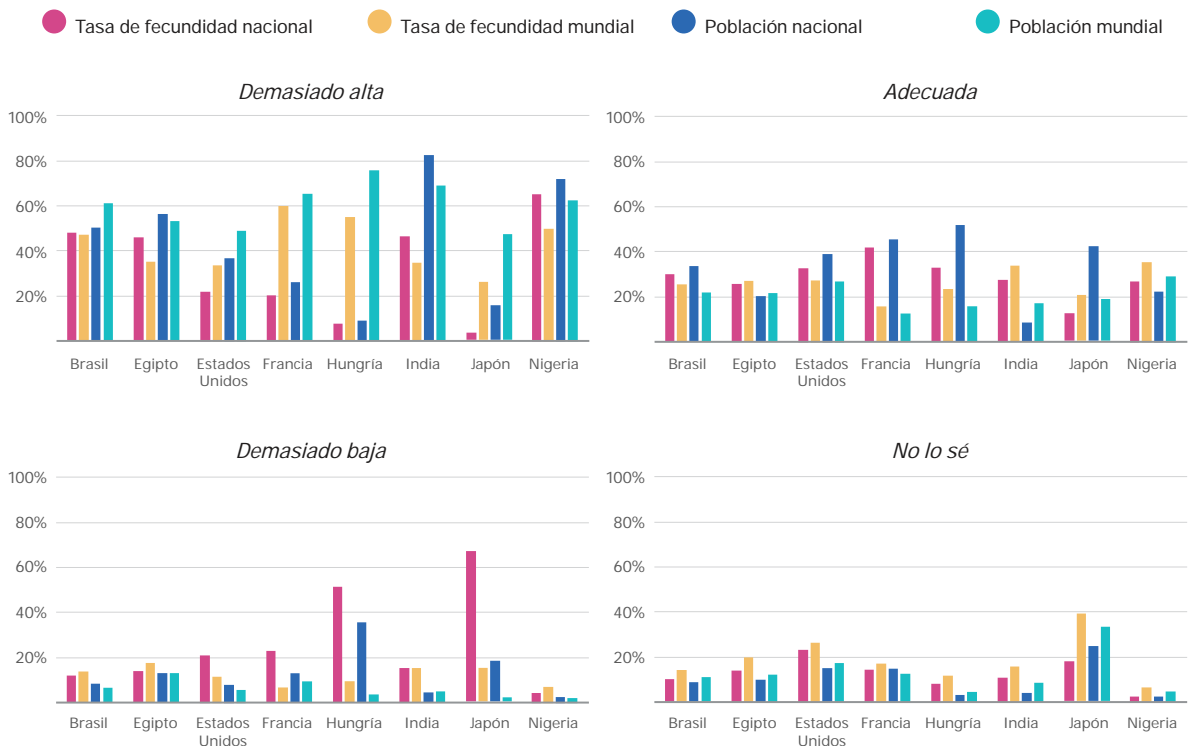 Tasa de fecundidad nacional Tasa de fecundidad mundial Población nacional Población mundial
Demasiado alta
100%
80%
60%
40%
20%
Brasil Egipto Estados Unidos Francia Hungría India Japón Nigeria
Adecuada
100%
80%
60%
40%
20%
Brasil Egipto Estados Unidos Francia Hungría India Japón Nigeria
Demasiado baja
100%
80%
60%
40%
20%
Brasil Egipto Estados Unidos Francia Hungría India Japón Nigeria
No lo sé
100%
80%
60%
40%
20%
Brasil Egipto Estados Unidos Francia Hungría India Japón Nigeria